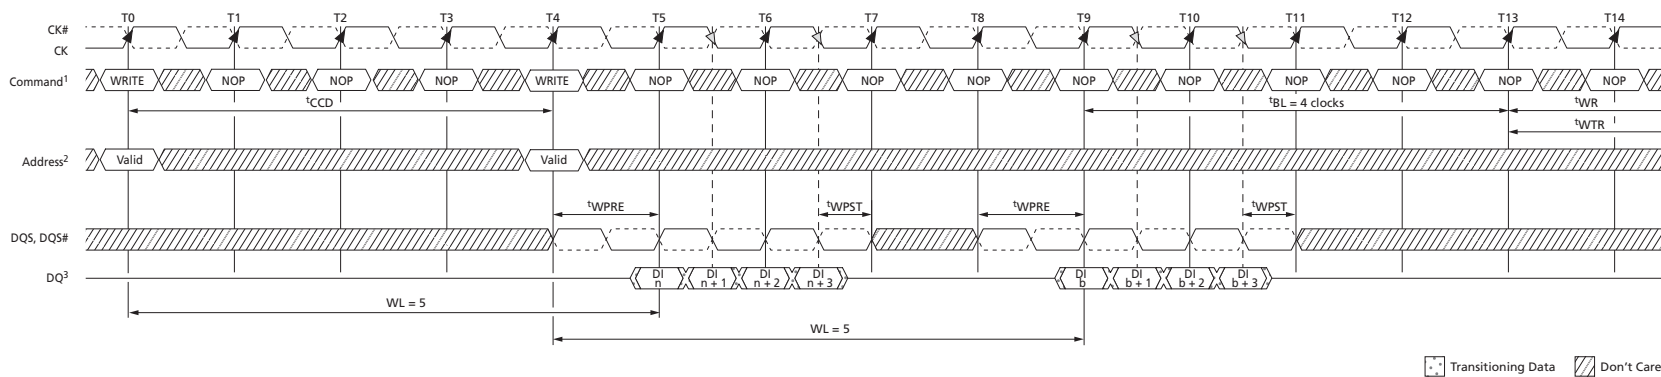 T0 T1 T2 T3 T4 T5 T6 T7 T8 T9 T10 T11 T12 T13 T14
CK#
CK
Command1 WRITE NOP NOP NOP WRITE NOP NOP NOP NOP NOP NOP NOP NOP NOP NOP
tCCD tBL = 4 clocks tWR
tWTR
Address2 Valid Valid
tWPRE tWPST tWPRE tWPST
DQS, DQS#
DQ3 DI n DI n + 1 DI n + 2 DI n + 3 DI b DI b + 1 DI b + 2 DI b + 3
WL = 5
WL = 5
Transitioning Data Don't Care